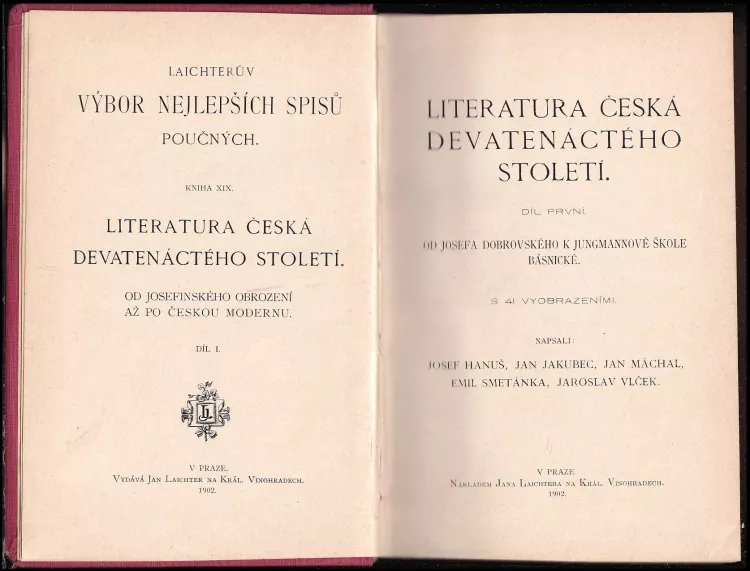 LAICHTERŮV
VÝBOR NEJLEPŠÍCH SPISŮ
POUČNÝCH.
KNIHA XIX.
LITERATURA ČESKÁ
DEVATENÁCTÉHO STOLETÍ.
OD JOSEFINSKÉHO OBROZENÍ
AŽ PO ČESKOU MODERNU.
DÍL I.
JL
V PRAZE.
VYDÁVÁ JAN LAICHTER NA KRÁL. VINOHRADECH.
1902.
LITERATURA ČESKÁ
DEVATENÁCTÉHO
STOLETÍ.
DÍL PRVNÍ.
OD JOSEFA DOBROVSKÉHO K JUNGMANNOVĚ ŠKOLE
BÁSNICKÉ.
S 41 VYOBRAZENÍMI.
NAPSALI:
JOSEF HANUŠ, JAN JAKUBEC, JAN MÁCHAL,
EMIL SMETÁNKA, JAROSLAV VLČEK.
V PRAZE.
NÁKLADEM JANA LAICHTERA NA KRÁL. VINOHRADECH.
1902.